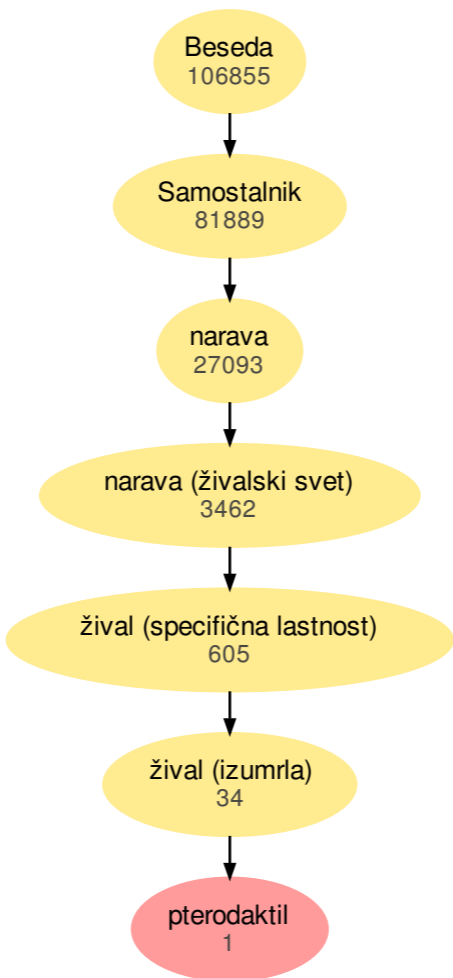 Beseda
106855
Samostalnik
81889
narava
27093
narava (živalski svet)
3462
žival (specifična lastnost)
605
žival (izumrla)
34
pterodaktil
1